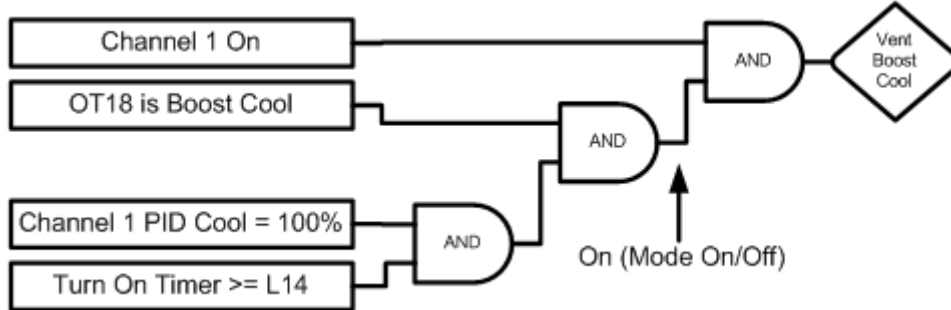 Channel 1 On
OT18 is Boost Cool
Channel 1 PID Cool = 100%
Turn On Timer >= L14
AND
AND
On (Mode On/Off)
AND
Vent
Boost
Cool